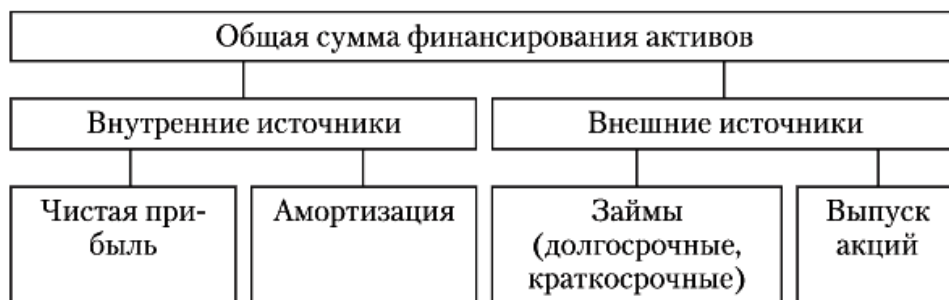 Общая сумма финансирования активов
Внутренние источники
Внешние источники
Чистая при-
быль
Амортизация
Займы
(долгосрочные,
краткосрочные)
Выпуск
акций